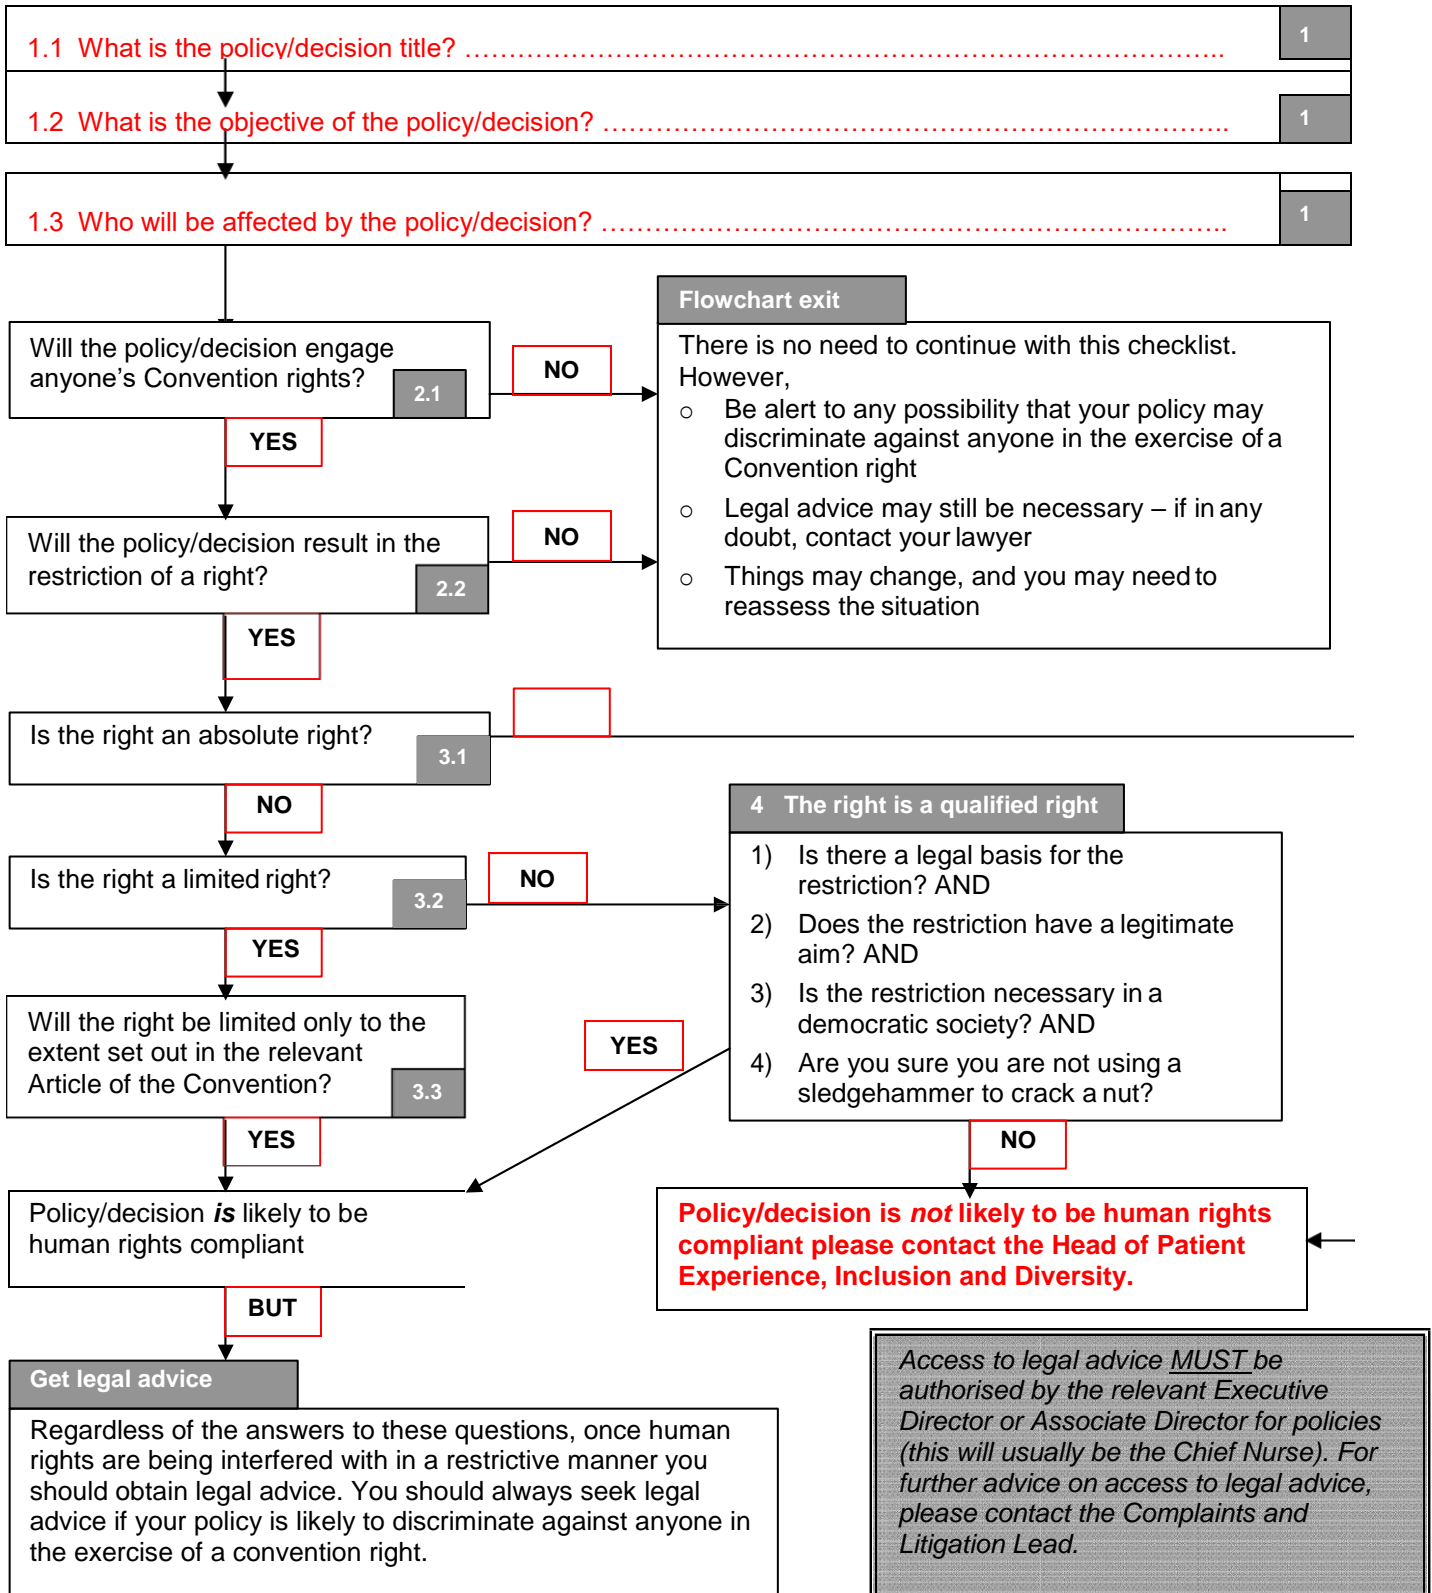 1.1 What is the policy/decision title? …………………………………………………………………………..
1
1.2 What is the objective of the policy/decision? ……………………………………………………………..
1
1.3 Who will be affected by the policy/decision? ……………………………………………………………..
1
Will the policy/decision engage
anyone’s Convention rights?
2.1
NO
YES
Flowchart exit
There is no need to continue with this checklist.
However,
o Be alert to any possibility that your policy may
discriminate against anyone in the exercise of a
Convention right
o Legal advice may still be necessary – if in any
doubt, contact your lawyer
o Things may change, and you may need to
reassess the situation
Will the policy/decision result in the
restriction of a right?
2.2
NO
YES
Is the right an absolute right?
3.1
NO
Is the right a limited right?
3.2
NO
YES
4 The right is a qualified right
1) Is there a legal basis for the
restriction? AND
2) Does the restriction have a legitimate
aim? AND
3) Is the restriction necessary in a
democratic society? AND
4) Are you sure you are not using a
sledgehammer to crack a nut?
Will the right be limited only to the
extent set out in the relevant
Article of the Convention?
3.3
YES
YES
NO
Policy/decision is likely to be
human rights compliant
BUT
Policy/decision is not likely to be human rights
compliant please contact the Head of Patient
Experience, Inclusion and Diversity.
Get legal advice
Regardless of the answers to these questions, once human
rights are being interfered with in a restrictive manner you
should obtain legal advice. You should always seek legal
advice if your policy is likely to discriminate against anyone in
the exercise of a convention right.
Access to legal advice MUST be
authorised by the relevant Executive
Director or Associate Director for policies
(this will usually be the Chief Nurse). For
further advice on access to legal advice,
please contact the Complaints and
Litigation Lead.